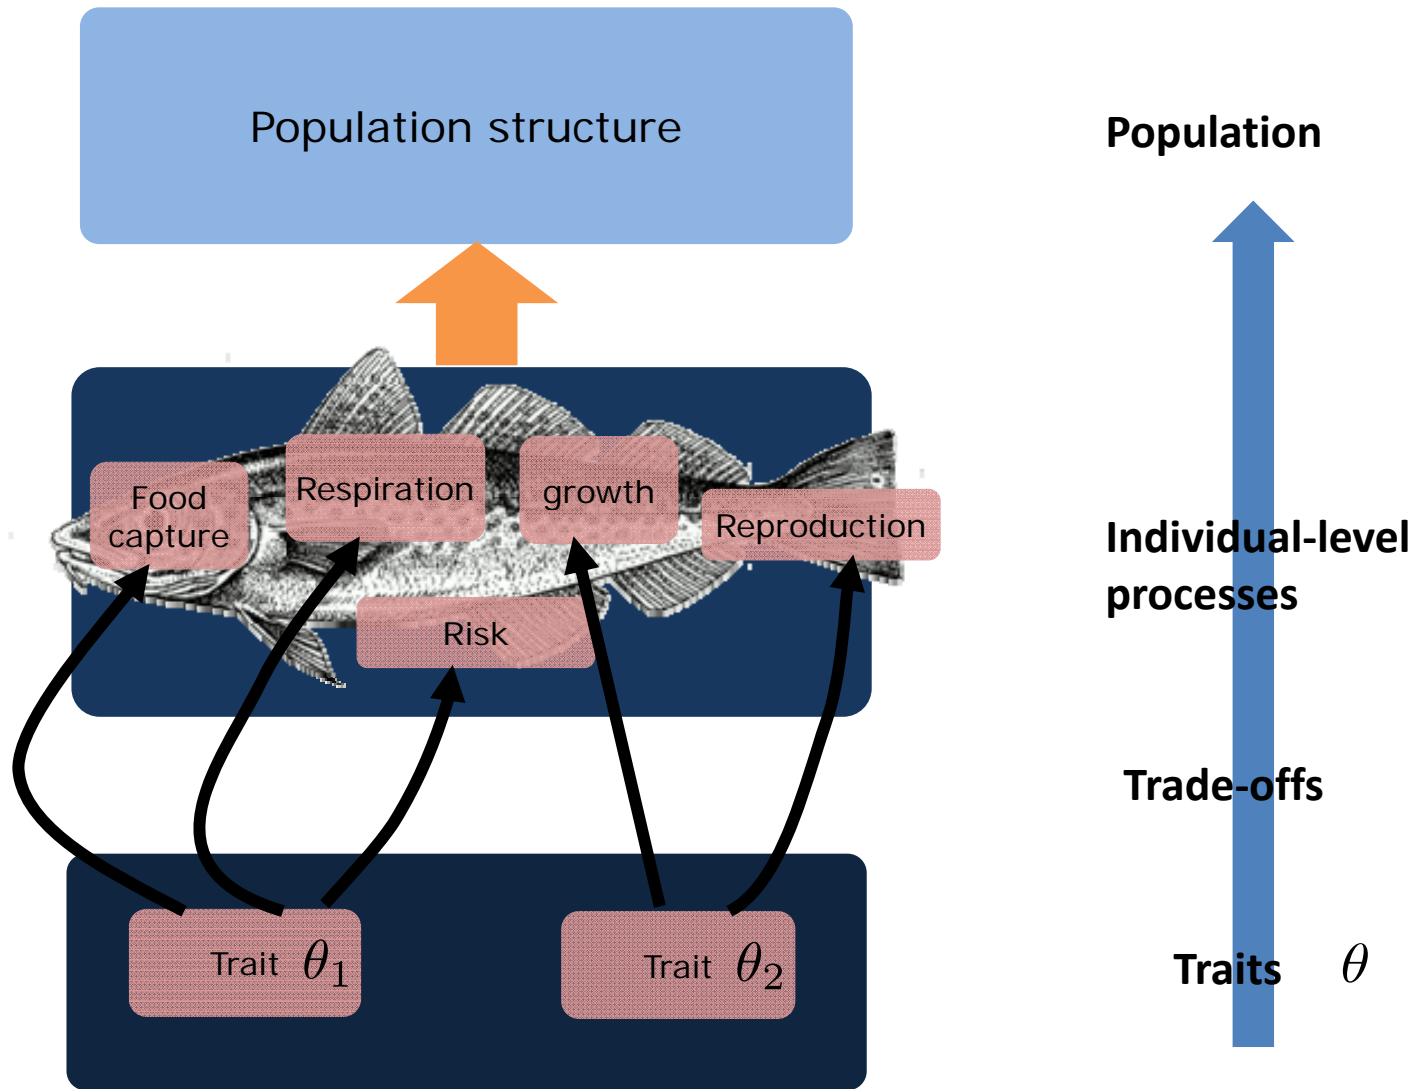 Population structure
Population
Food
capture
Respiration
growth
Reproduction
Individual-level
processes
Risk
Trade-offs
Trait θ₁
Trait θ₂
Traits θ